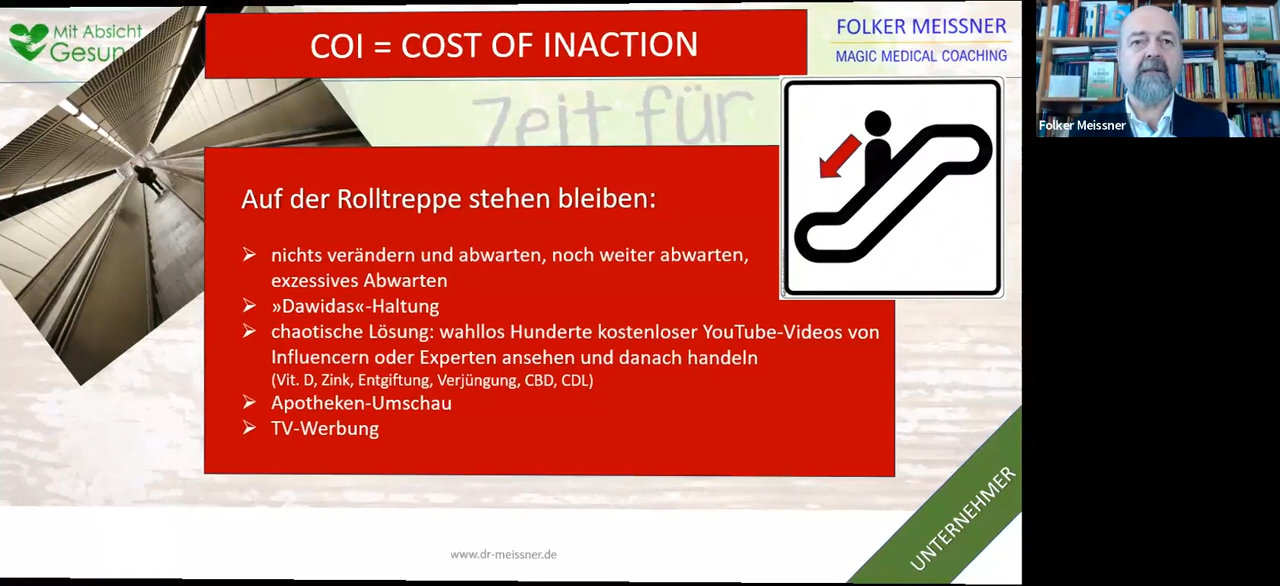 Mit Absicht
Gesun
COI = COST OF INACTION
FOLKER MEISSNER
MAGIC MEDICAL COACHING
Folker Meissner
Zeit für
Auf der Rolltreppe stehen bleiben:
➢ nichts verändern und abwarten, noch weiter abwarten,
exzessives Abwarten
➢ »Dawidas«-Haltung
➢ chaotische Lösung: wahllos Hunderte kostenloser YouTube-Videos von
Influencern oder Experten ansehen und danach handeln
(Vit. D, Zink, Entgiftung, Verjüngung, CBD, CDL)
➢ Apotheken-Umschau
➢ TV-Werbung
UNTERNEHMER
www.dr-meissner.de